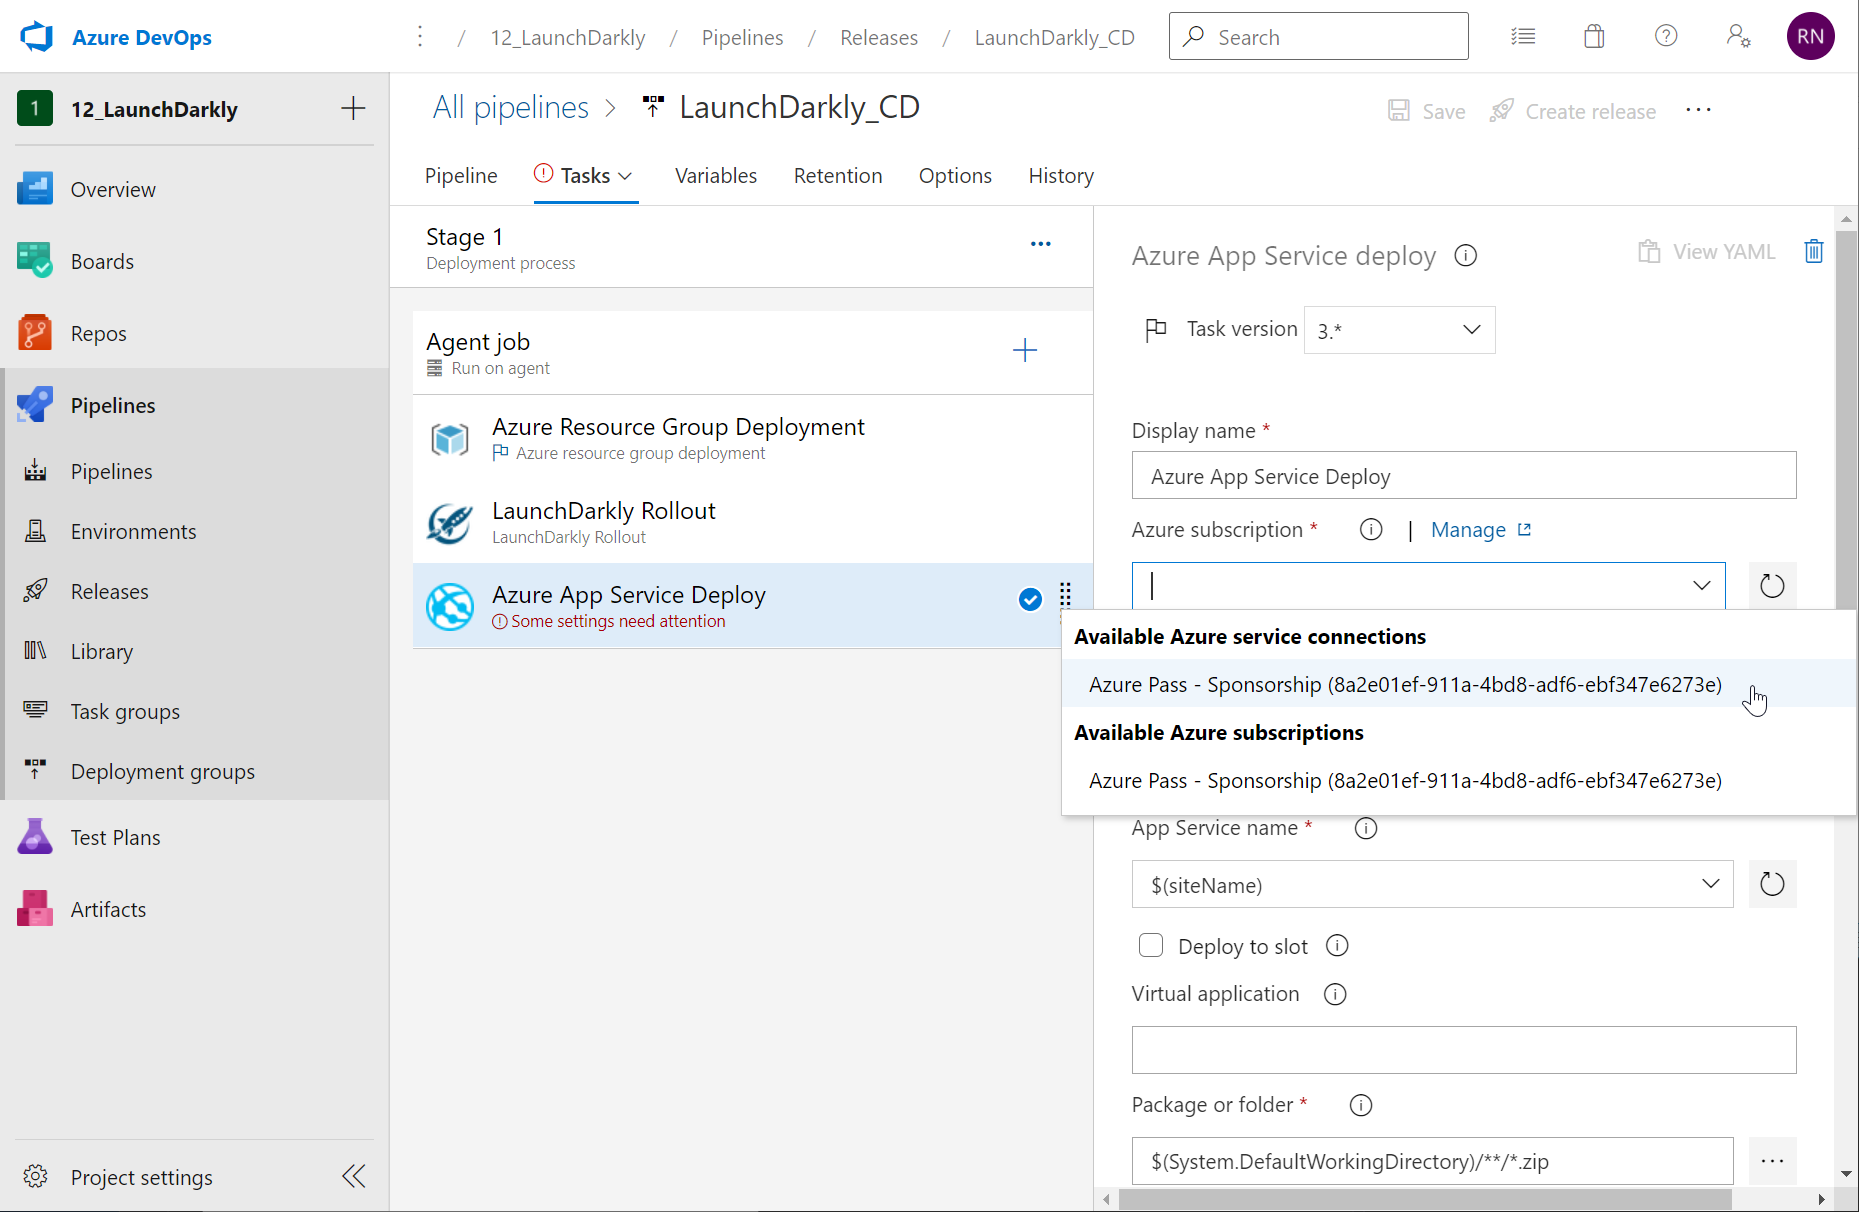 Azure DevOps
/ 12_LaunchDarkly / Pipelines / Releases / LaunchDarkly_CD
Search
RN
1 12_LaunchDarkly
Overview
Boards
Repos
Pipelines
Pipelines
Environments
Releases
Library
Task groups
Deployment groups
Test Plans
Artifacts
Project settings
All pipelines > LaunchDarkly_CD
Save
Create release
Pipeline
Tasks
Variables
Retention
Options
History
Stage 1
Deployment process
Agent job
Run on agent
Azure Resource Group Deployment
Azure resource group deployment
LaunchDarkly Rollout
LaunchDarkly Rollout
Azure App Service Deploy
Some settings need attention
Azure App Service deploy
View YAML
Task version 3.*
Display name *
Azure App Service Deploy
Azure subscription * | Manage
Available Azure service connections
Azure Pass - Sponsorship (8a2e01ef-911a-4bd8-adf6-ebf347e6273e)
Available Azure subscriptions
Azure Pass - Sponsorship (8a2e01ef-911a-4bd8-adf6-ebf347e6273e)
App Service name *
$(siteName)
Deploy to slot
Virtual application
Package or folder *
$(System.DefaultWorkingDirectory)/**/*.zip